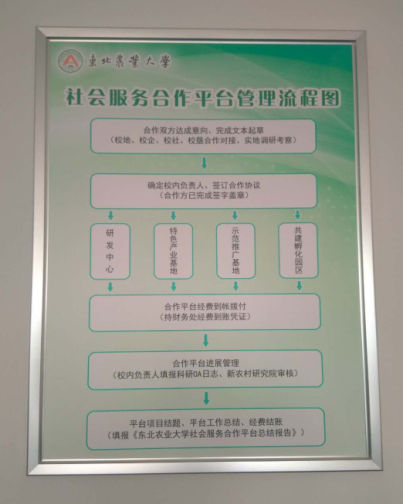 东北农业大学
社会服务合作平台管理流程图
合作双方达成意向、完成文本起草
(校地、校企、校社、校垦合作对接、实地调研考察)
确定校内负责人、签订合作协议
(合作方已完成签字盖章)
研发中心
特色产业基地
示范推广基地
共建孵化园区
合作平台经费到帐拨付
(持财务处经费到账凭证)
合作平台进展管理
(校内负责人填报科研OA日志、新农村研究院审核)
平台项目结题、平台工作总结、经费结账
(填报《东北农业大学社会服务合作平台总结报告》)